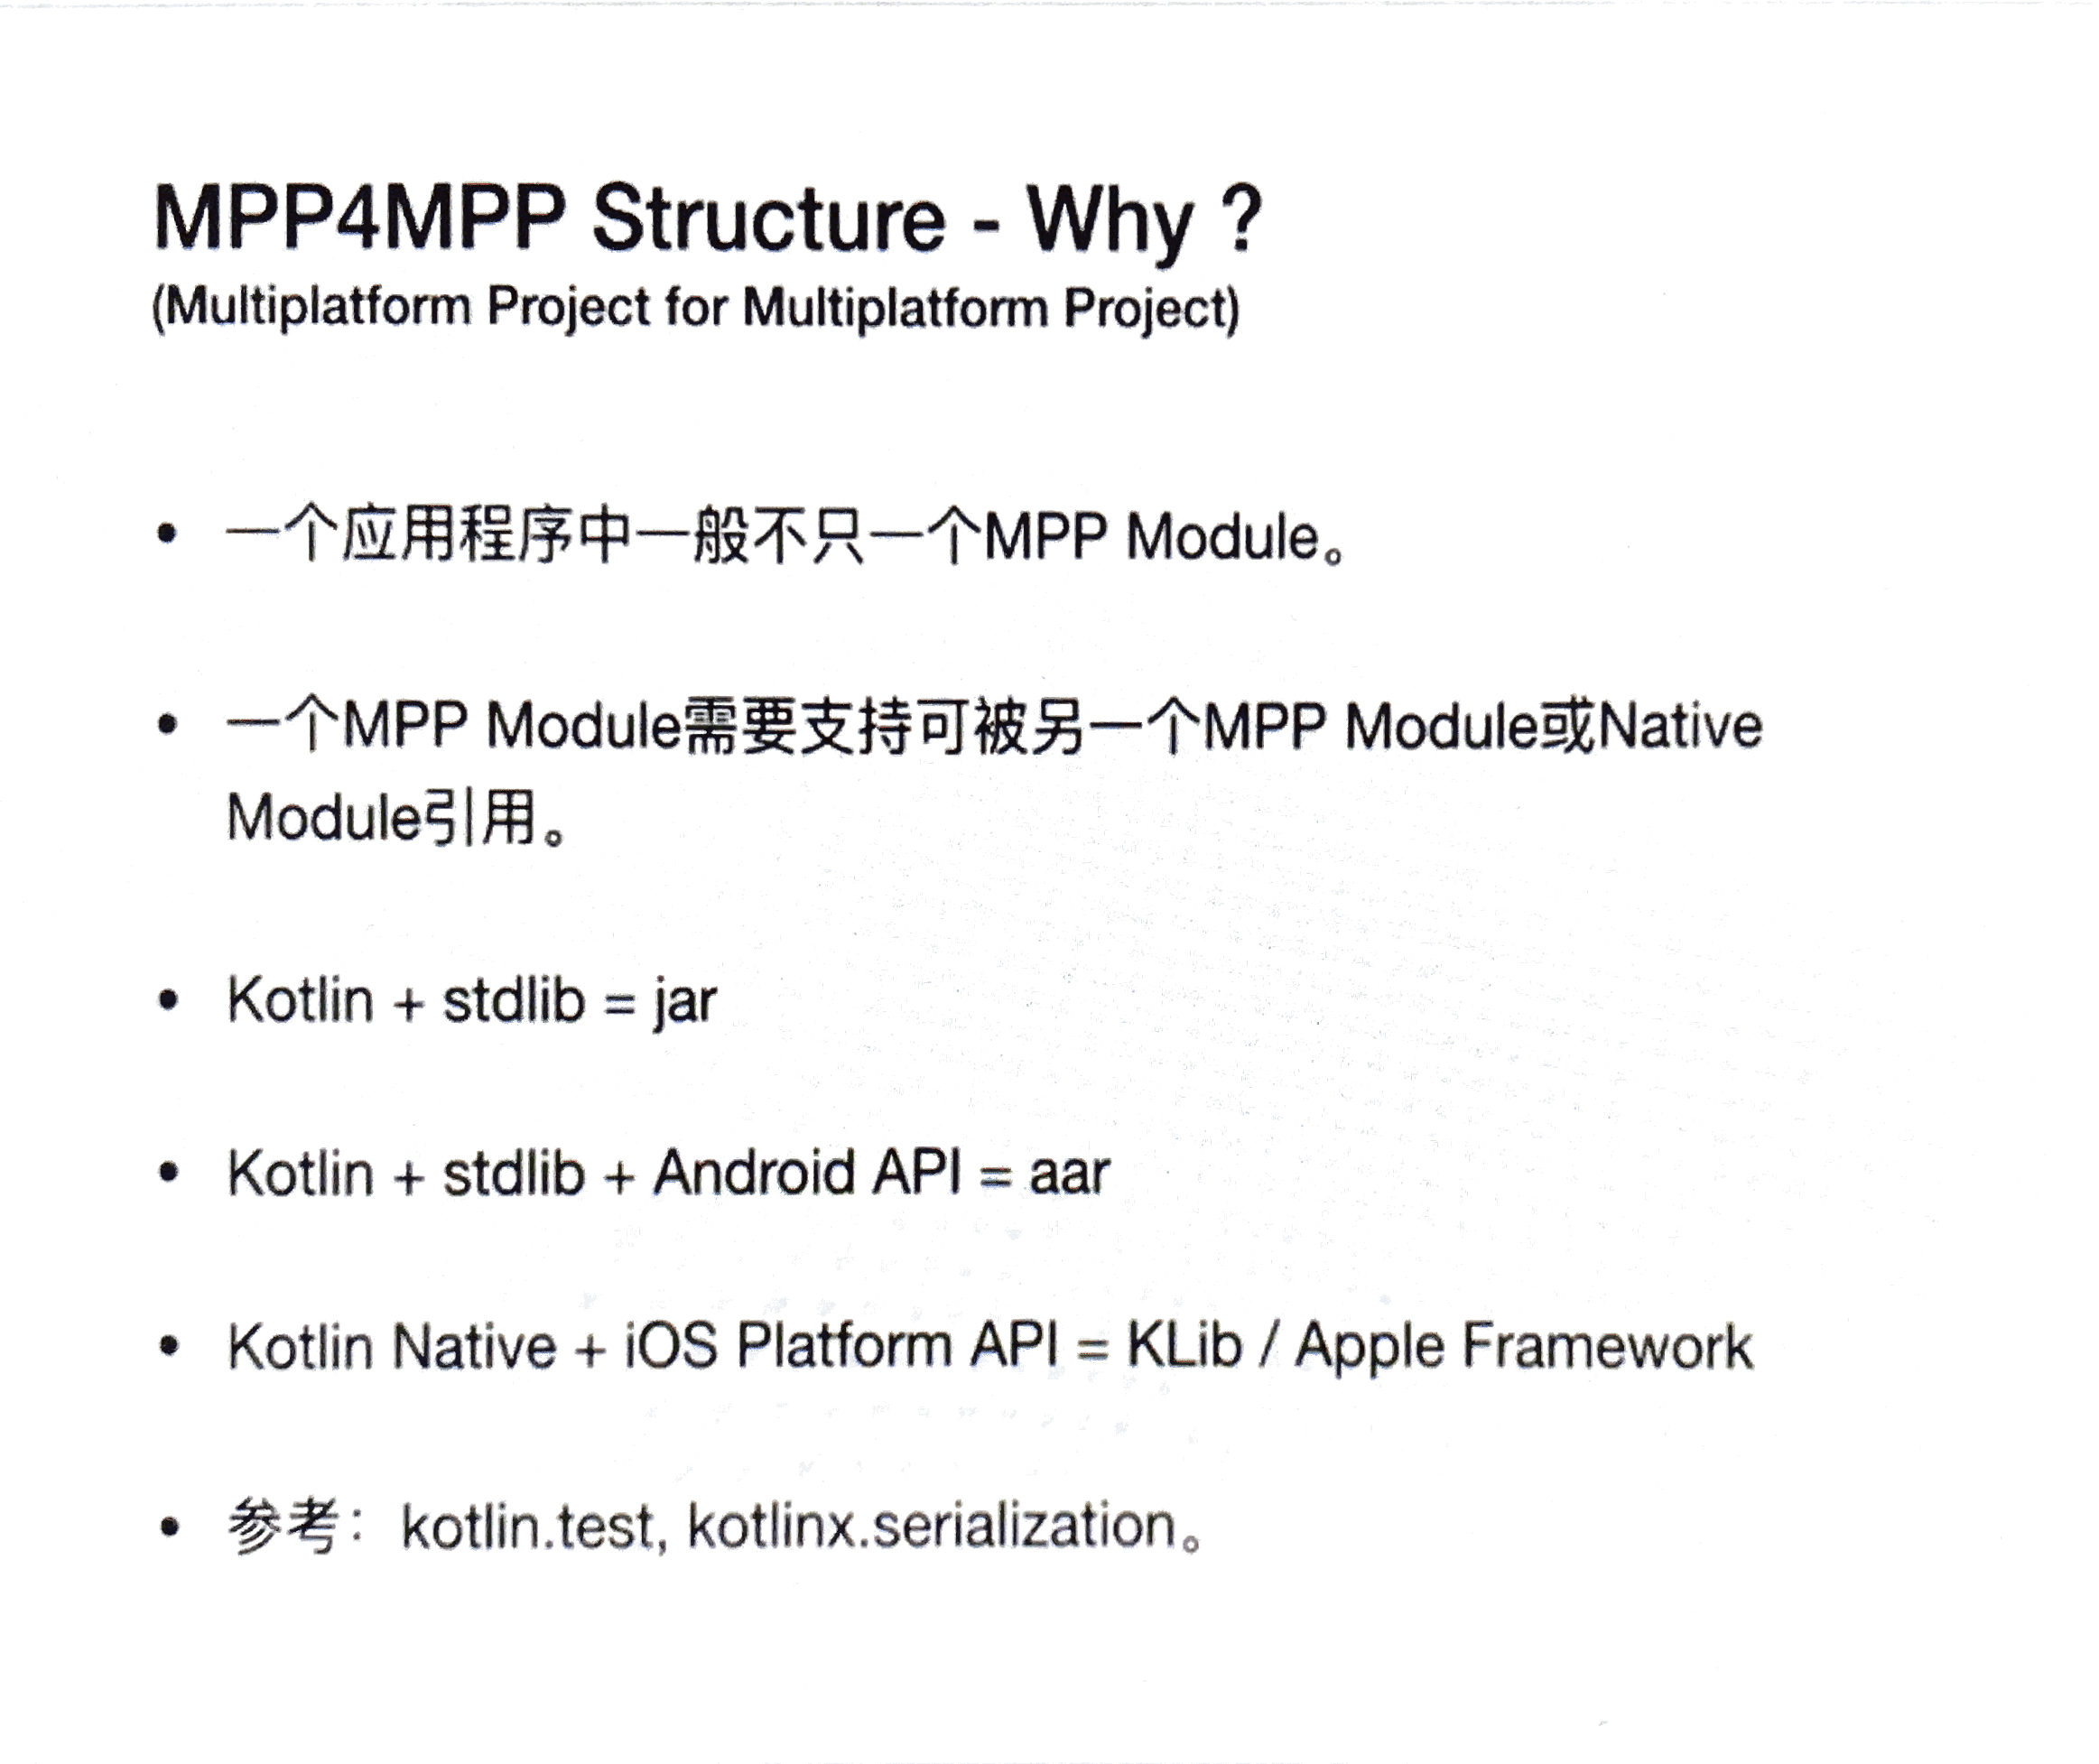 MPP4MPP Structure - Why ?
(Multiplatform Project for Multiplatform Project)
• 一个应用程序中一般不只一个MPP Module。
• 一个MPP Module需要支持可被另一个MPP Module或Native
Module引用。
• Kotlin + stdlib = jar
• Kotlin + stdlib + Android API = aar
• Kotlin Native + iOS Platform API = KLib / Apple Framework
• 参考：kotlin.test, kotlinx.serialization。